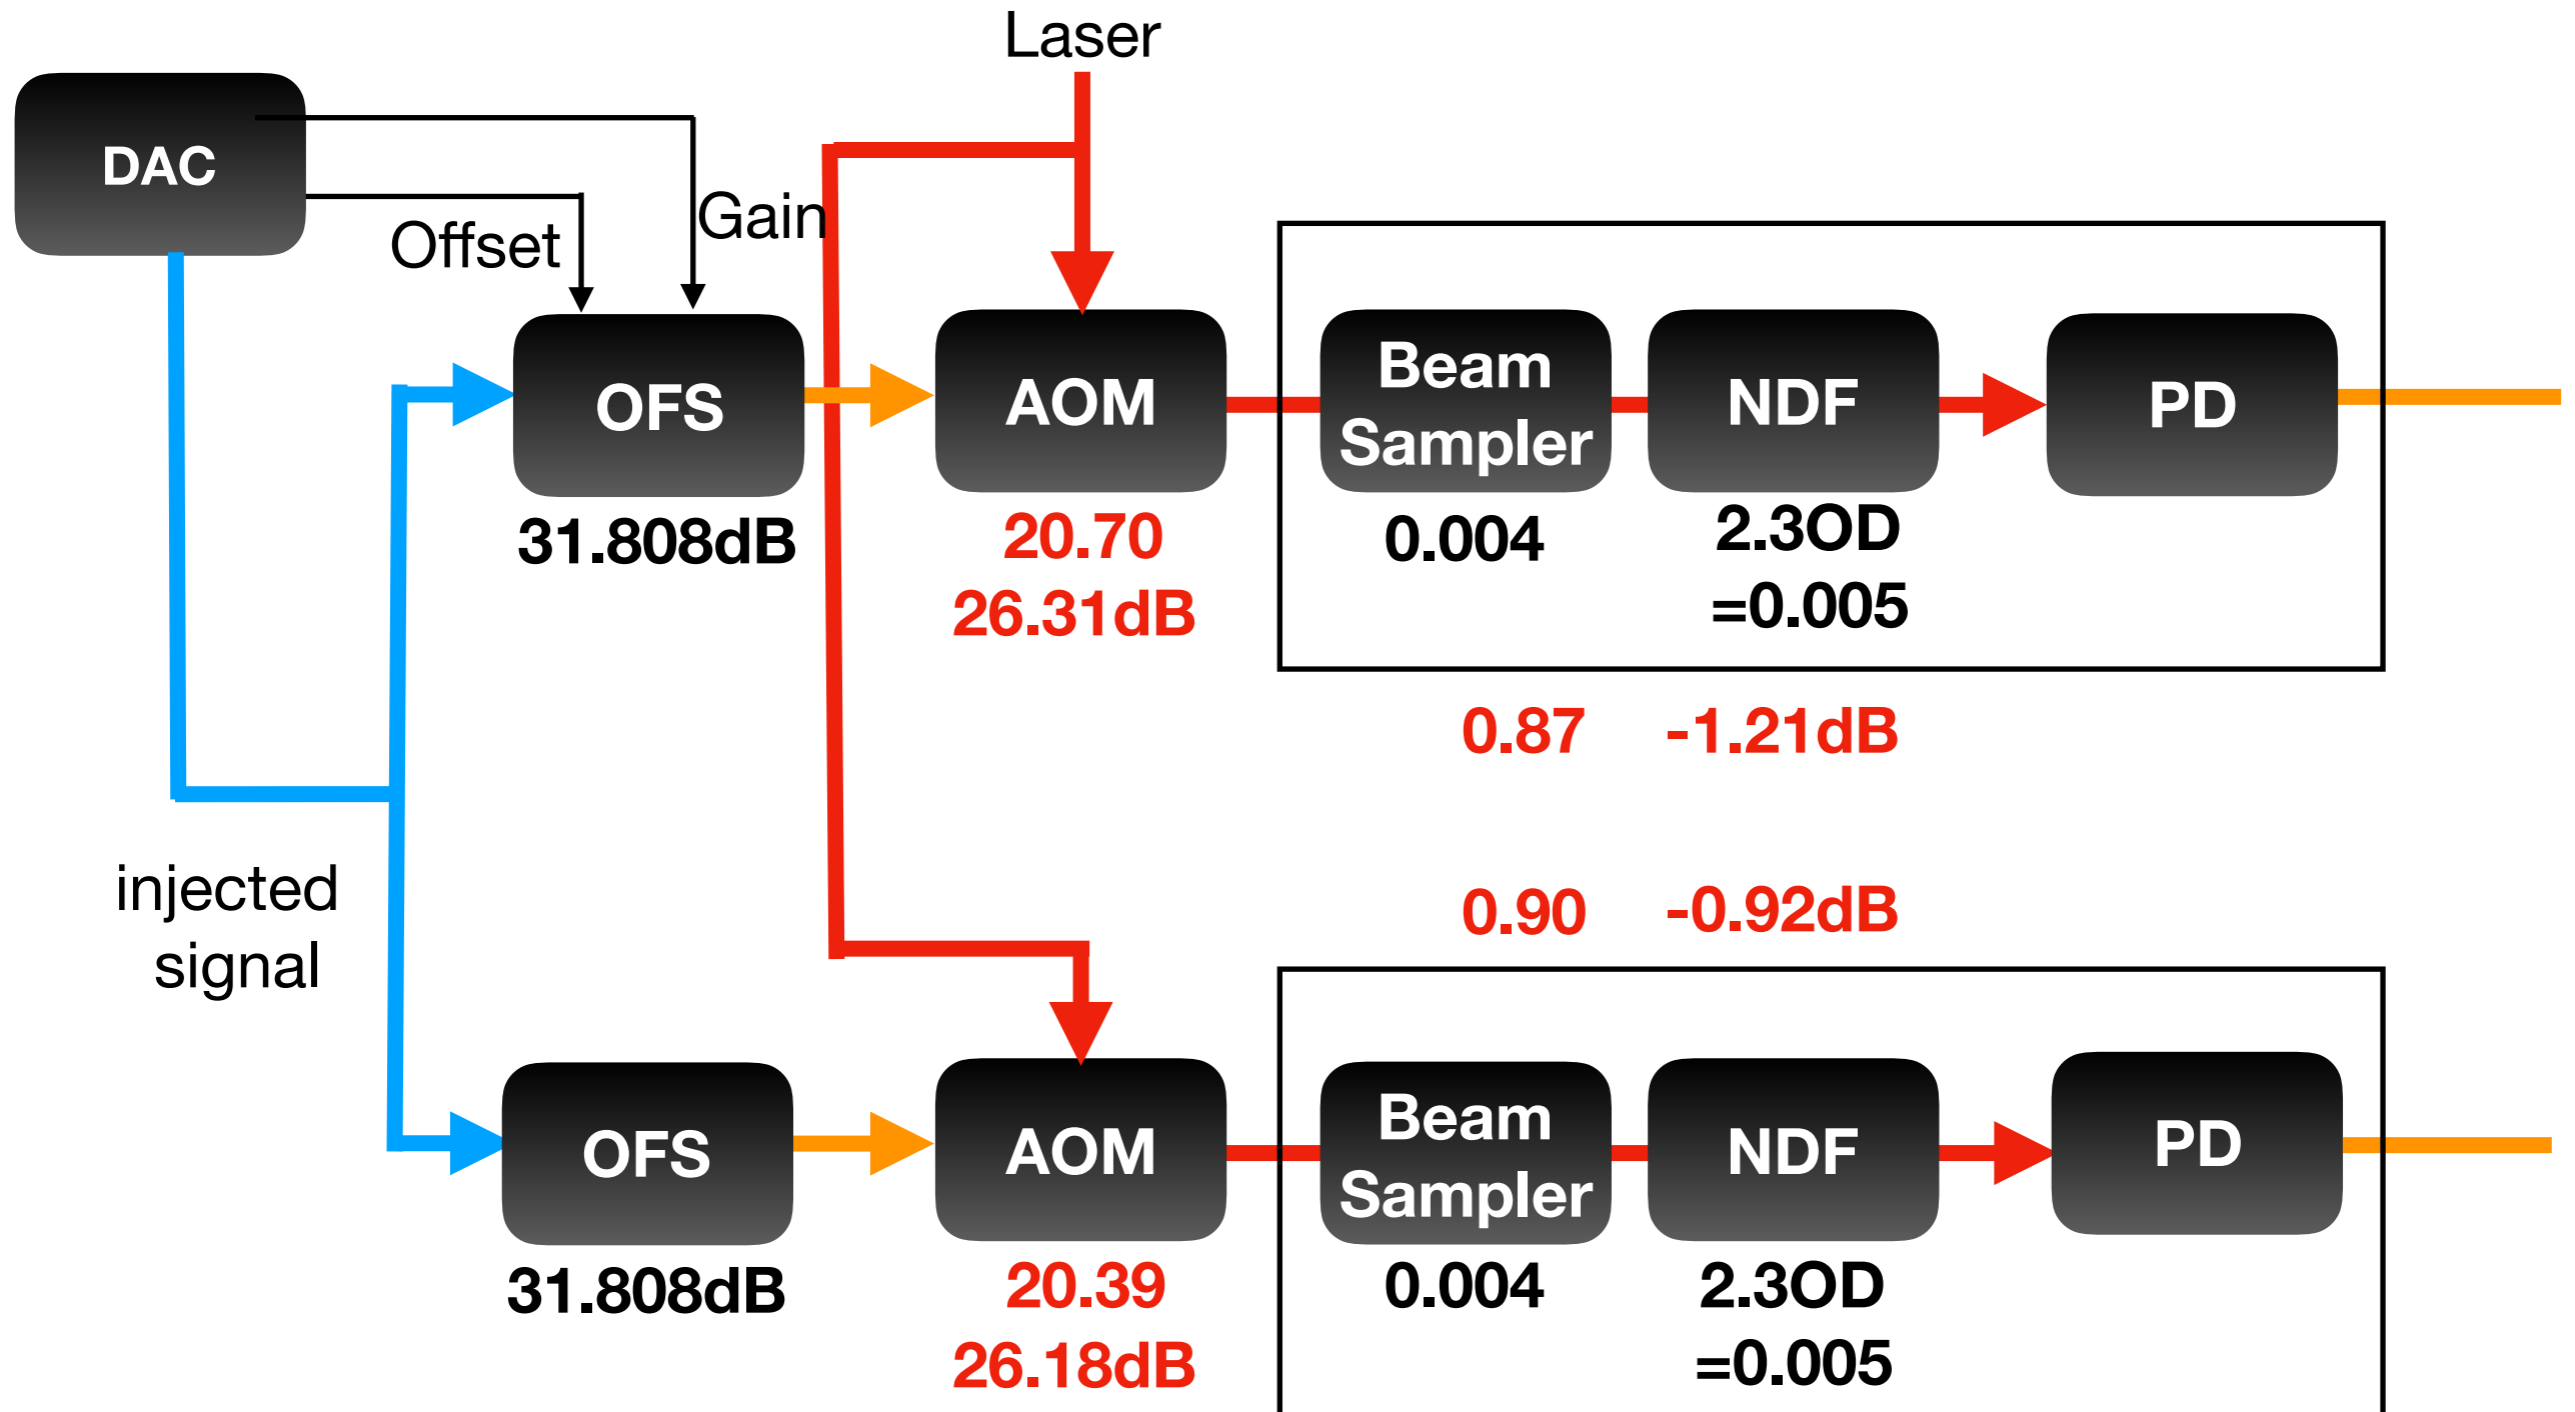 Laser
DAC
Offset
Gain
OFS
AOM
Beam
Sampler
NDF
PD
31.808dB
20.70
26.31dB
0.004
2.3OD
=0.005
0.87
-1.21dB
injected
signal
0.90
-0.92dB
OFS
AOM
Beam
Sampler
NDF
PD
31.808dB
20.39
26.18dB
0.004
2.3OD
=0.005